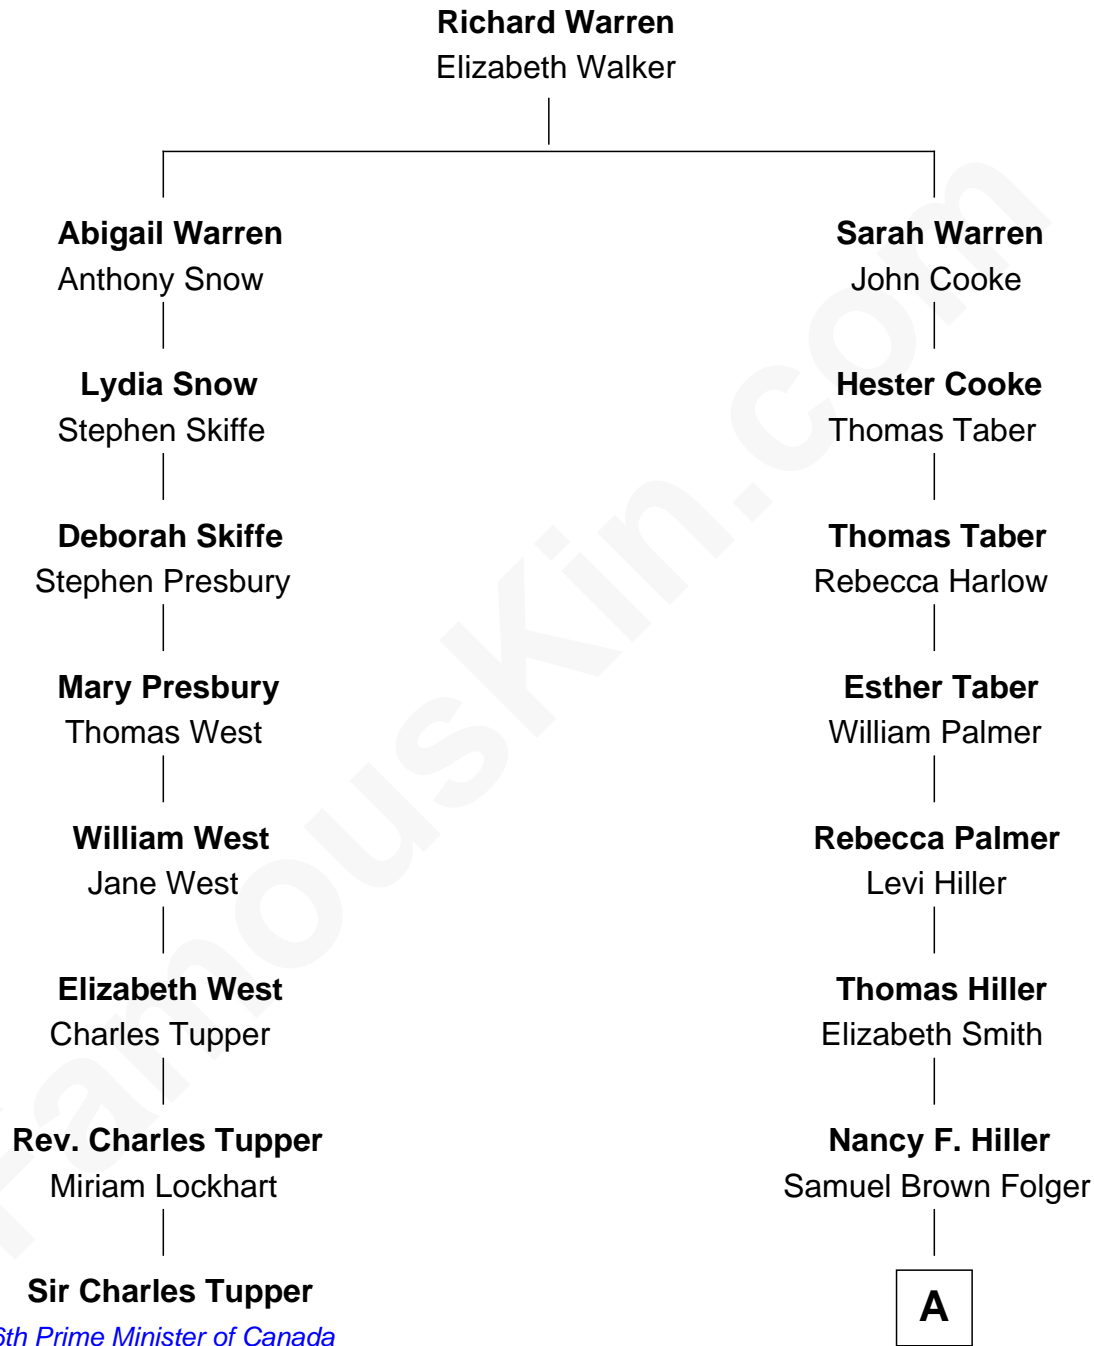 Richard Warren
Elizabeth Walker
Abigail Warren
Anthony Snow
Lydia Snow
Stephen Skiffe
Deborah Skiffe
Stephen Presbury
Mary Presbury
Thomas West
William West
Jane West
Elizabeth West
Charles Tupper
Rev. Charles Tupper
Miriam Lockhart
Sir Charles Tupper
6th Prime Minister of Canada
Sarah Warren
John Cooke
Hester Cooke
Thomas Taber
Thomas Taber
Rebecca Harlow
Esther Taber
William Palmer
Rebecca Palmer
Levi Hiller
Thomas Hiller
Elizabeth Smith
Nancy F. Hiller
Samuel Brown Folger
A
FamousKin.com